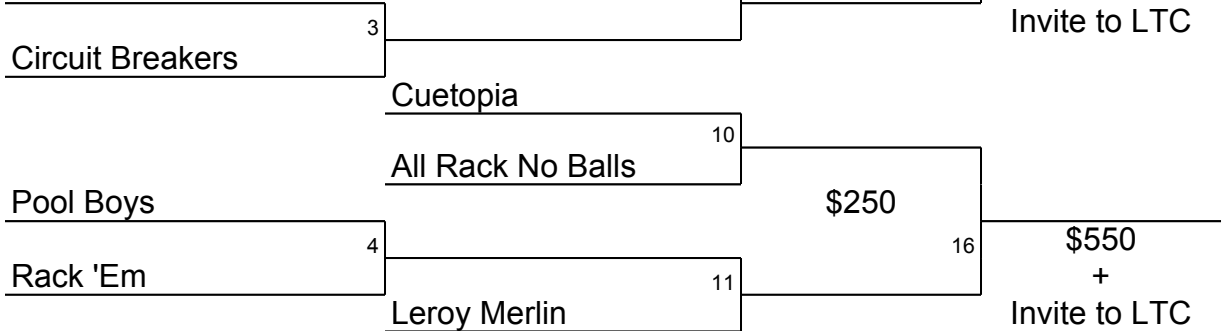 Invite to LTC
3
Circuit Breakers
Cuetopia
10
All Rack No Balls
Pool Boys
$250
4
16
$550
Rack 'Em
+
11
Leroy Merlin
Invite to LTC